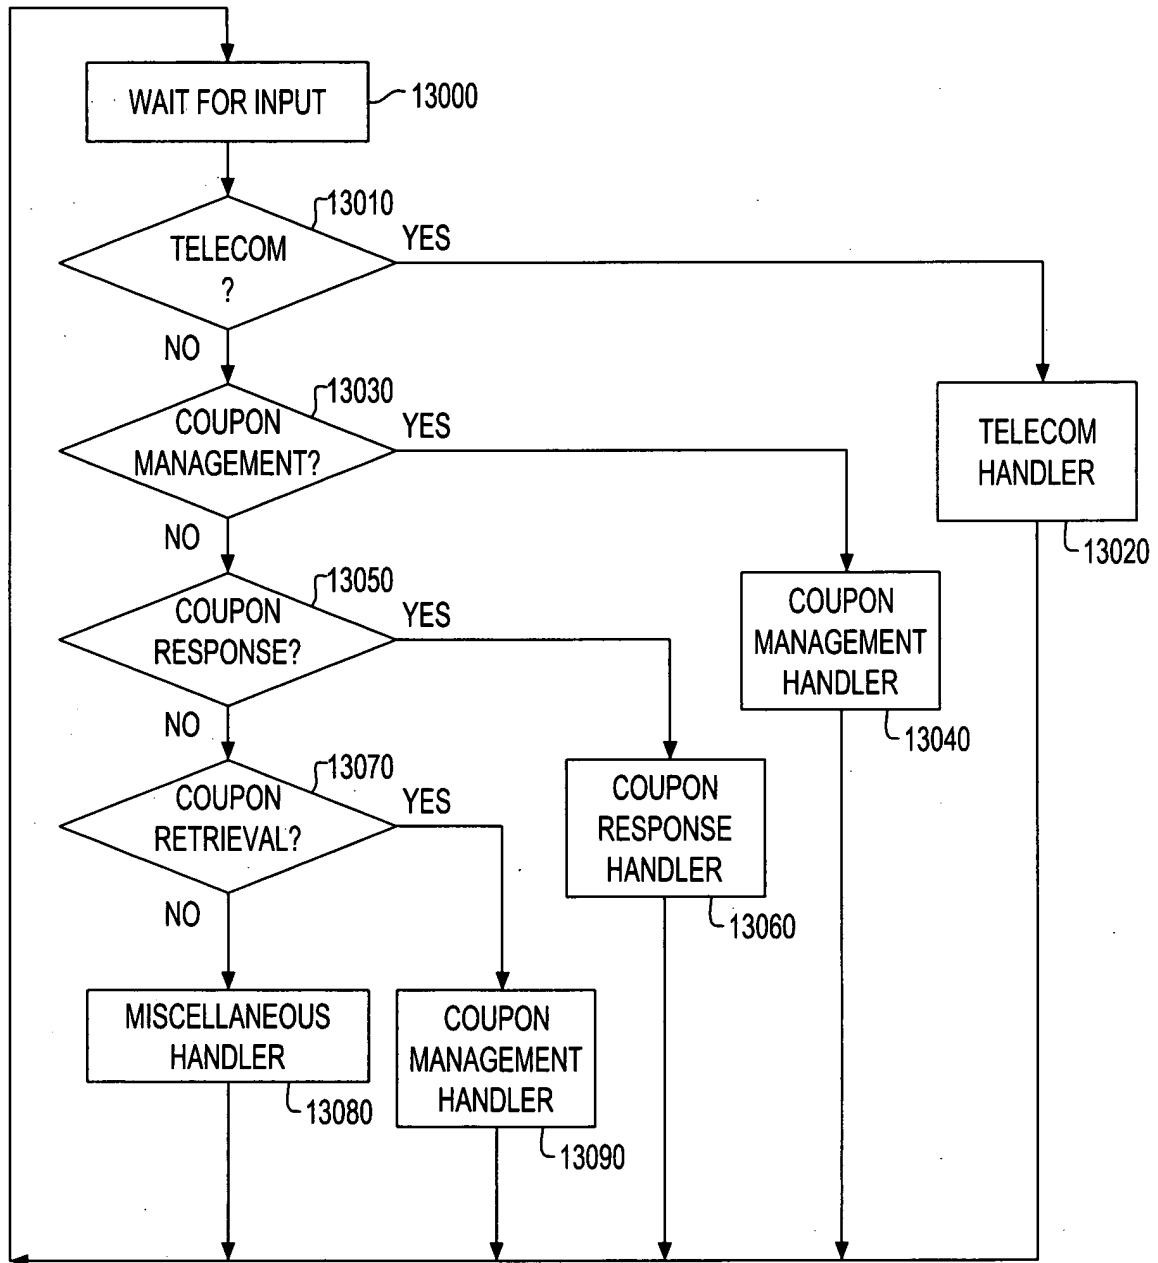 WAIT FOR INPUT
13000
13010
TELECOM
?
YES
NO
13030
COUPON
MANAGEMENT?
YES
NO
TELECOM
HANDLER
13020
13050
COUPON
RESPONSE?
YES
NO
COUPON
MANAGEMENT
HANDLER
13040
13070
COUPON
RETRIEVAL?
YES
NO
COUPON
RESPONSE
HANDLER
13060
MISCELLANEOUS
HANDLER
13080
COUPON
MANAGEMENT
HANDLER
13090